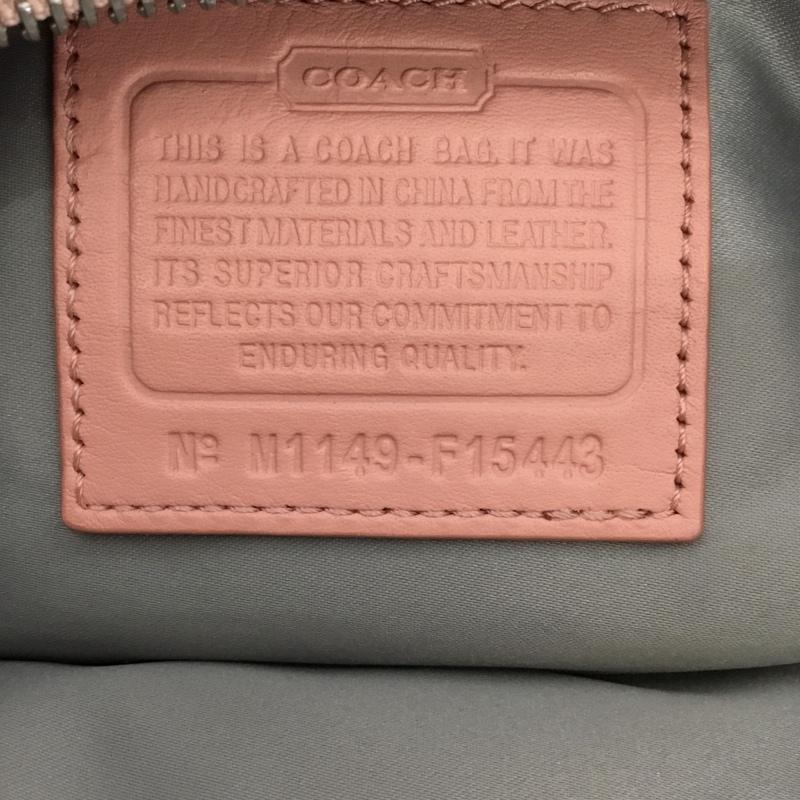 COACH
THIS IS A COACH BAG. IT WAS
HANDCRAFTED IN CHINA FROM THE
FINEST MATERIALS AND LEATHER.
ITS SUPERIOR CRAFTSMANSHIP
REFLECTS OUR COMMITMENT TO
ENDURING QUALITY.
Nº M1149-F15443